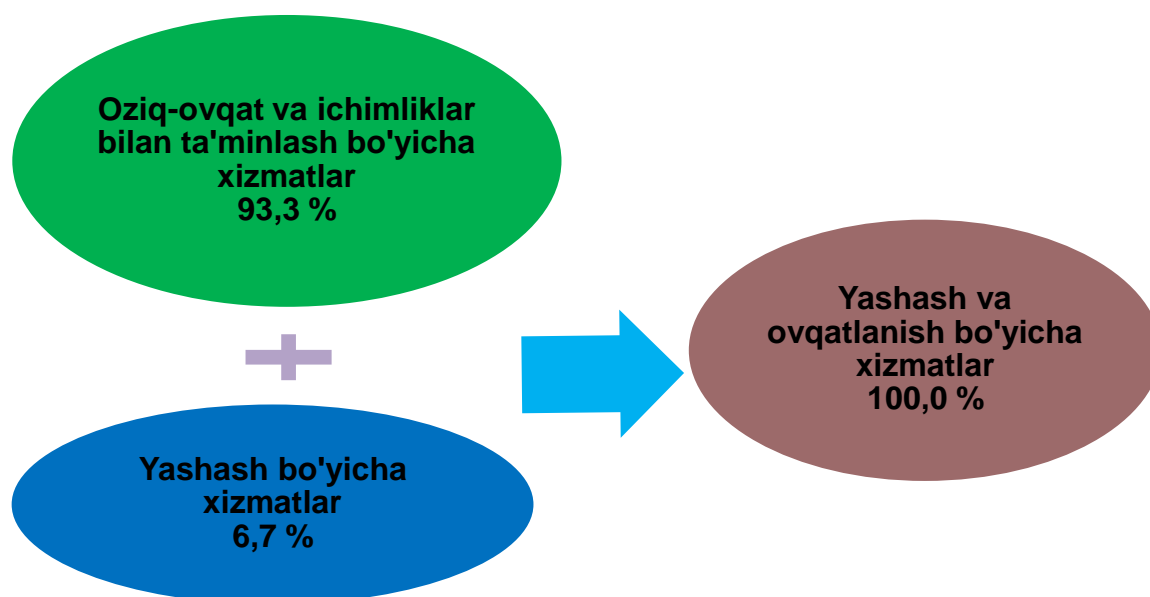 Oziq-ovqat va ichimliklar
bilan ta'minlash bo'yicha
xizmatlar
93,3 %
Yashash bo'yicha
xizmatlar
6,7 %
Yashash va
ovqatlanish bo'yicha
xizmatlar
100,0 %